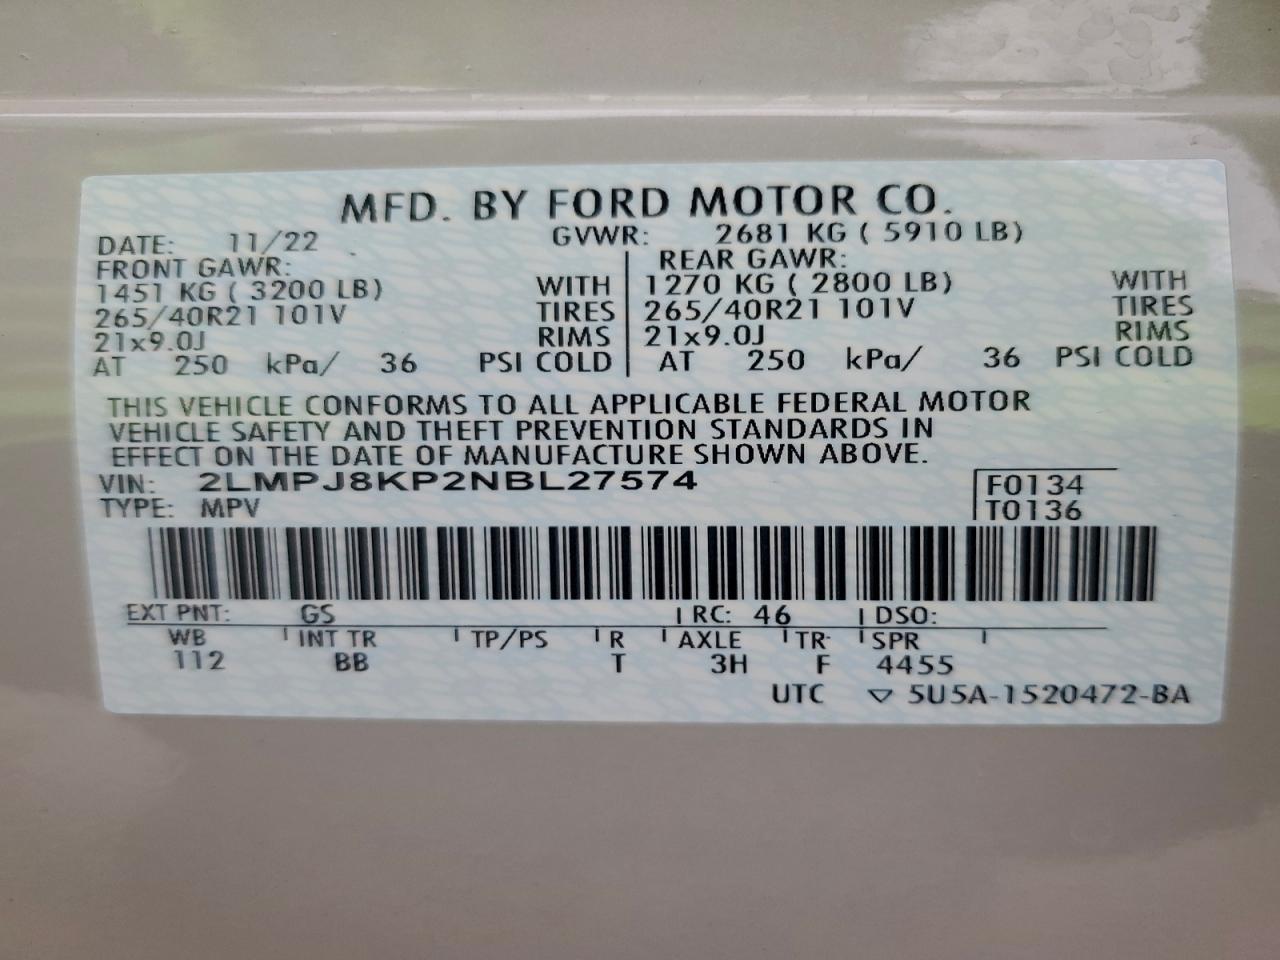 MFD. BY FORD MOTOR CO.
DATE: 11/22 GVWR: 2681 KG ( 5910 LB)
FRONT GAWR: REAR GAWR:
1451 KG ( 3200 LB) WITH 1270 KG ( 2800 LB) WITH
265/40R21 101V TIRES 265/40R21 101V TIRES
21x9.0J RIMS 21x9.0J RIMS
AT 250 kPa/ 36 PSI COLD AT 250 kPa/ 36 PSI COLD
THIS VEHICLE CONFORMS TO ALL APPLICABLE FEDERAL MOTOR
VEHICLE SAFETY AND THEFT PREVENTION STANDARDS IN
EFFECT ON THE DATE OF MANUFACTURE SHOWN ABOVE.
VIN: 2LMPJ8KP2NBL27574 F0134
TYPE: MPV T0136
EXT PNT: GS RC: 46 DSO:
WB INT TR TP/PS R AXLE TR SPR
112 BB T 3H F 4455
UTC ▽ 5U5A-1520472-BA